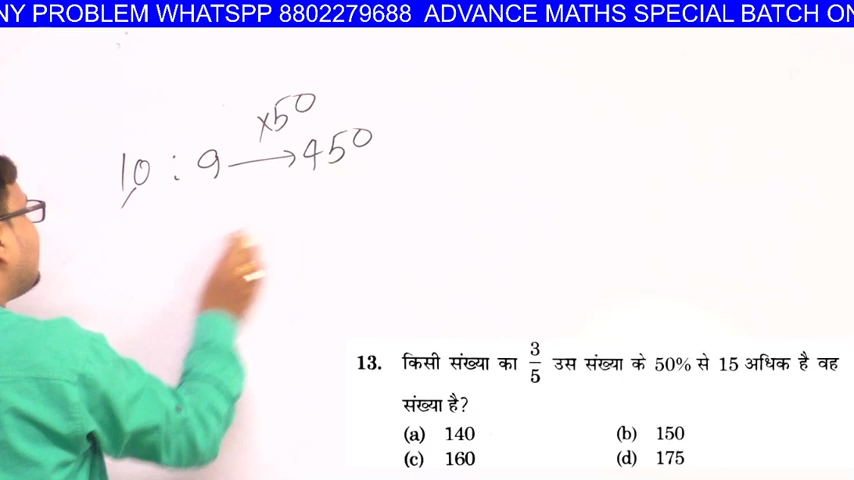 NY PROBLEM WHATSPP 8802279688 ADVANCE MATHS SPECIAL BATCH ON
×50
10 : 9 → 450
13. किसी संख्या का 3/5 उस संख्या के 50% से 15 अधिक है वह
संख्या है?
(a) 140 (b) 150
(c) 160 (d) 175